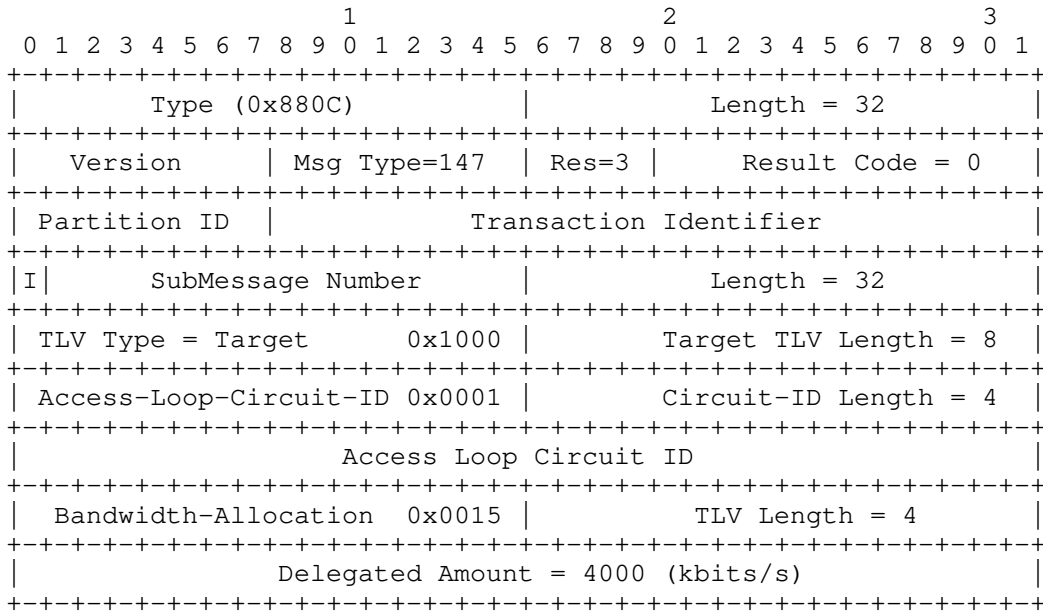 1                   2                   3
 0 1 2 3 4 5 6 7 8 9 0 1 2 3 4 5 6 7 8 9 0 1 2 3 4 5 6 7 8 9 0 1
+-+-+-+-+-+-+-+-+-+-+-+-+-+-+-+-+-+-+-+-+-+-+-+-+-+-+-+-+-+-+-+-+
|        Type (0x880C)          |           Length = 32         |
+-+-+-+-+-+-+-+-+-+-+-+-+-+-+-+-+-+-+-+-+-+-+-+-+-+-+-+-+-+-+-+-+
|   Version     | Msg Type=147  | Res=3 |     Result Code = 0   |
+-+-+-+-+-+-+-+-+-+-+-+-+-+-+-+-+-+-+-+-+-+-+-+-+-+-+-+-+-+-+-+-+
| Partition ID  |            Transaction Identifier             |
+-+-+-+-+-+-+-+-+-+-+-+-+-+-+-+-+-+-+-+-+-+-+-+-+-+-+-+-+-+-+-+-+
|I|      SubMessage Number      |           Length = 32         |
+-+-+-+-+-+-+-+-+-+-+-+-+-+-+-+-+-+-+-+-+-+-+-+-+-+-+-+-+-+-+-+-+
| TLV Type = Target      0x1000 |        Target TLV Length = 8  |
+-+-+-+-+-+-+-+-+-+-+-+-+-+-+-+-+-+-+-+-+-+-+-+-+-+-+-+-+-+-+-+-+
| Access-Loop-Circuit-ID 0x0001 |        Circuit-ID Length = 4  |
+-+-+-+-+-+-+-+-+-+-+-+-+-+-+-+-+-+-+-+-+-+-+-+-+-+-+-+-+-+-+-+-+
|                    Access Loop Circuit ID                     |
+-+-+-+-+-+-+-+-+-+-+-+-+-+-+-+-+-+-+-+-+-+-+-+-+-+-+-+-+-+-+-+-+
|  Bandwidth-Allocation  0x0015 |          TLV Length = 4       |
+-+-+-+-+-+-+-+-+-+-+-+-+-+-+-+-+-+-+-+-+-+-+-+-+-+-+-+-+-+-+-+-+
|                Delegated Amount = 4000 (kbits/s)              |
+-+-+-+-+-+-+-+-+-+-+-+-+-+-+-+-+-+-+-+-+-+-+-+-+-+-+-+-+-+-+-+-+